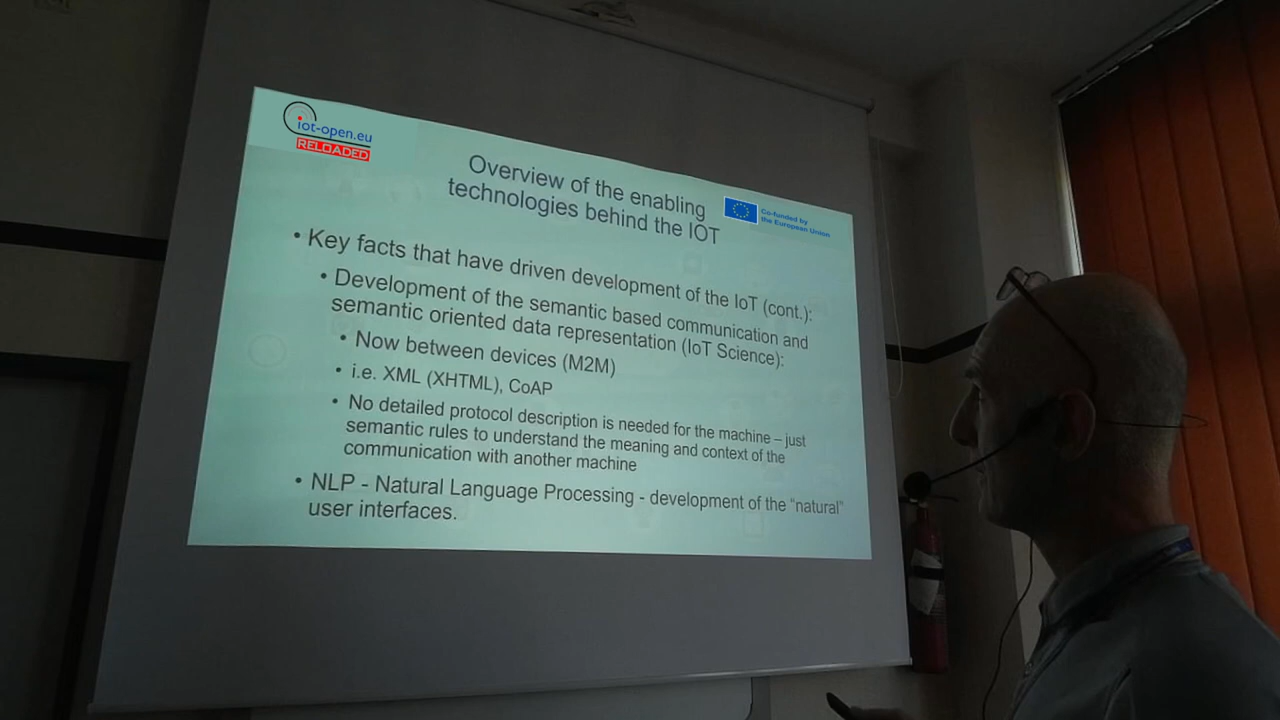 iot-open.eu
RELOADED
Overview of the enabling
technologies behind the IOT
Co-funded by
the European Union
• Key facts that have driven development of the IoT (cont.):
• Development of the semantic based communication and
semantic oriented data representation (IoT Science):
• Now between devices (M2M)
• i.e. XML (XHTML), CoAP
• No detailed protocol description is needed for the machine – just
semantic rules to understand the meaning and context of the
communication with another machine
• NLP - Natural Language Processing - development of the “natural”
user interfaces.